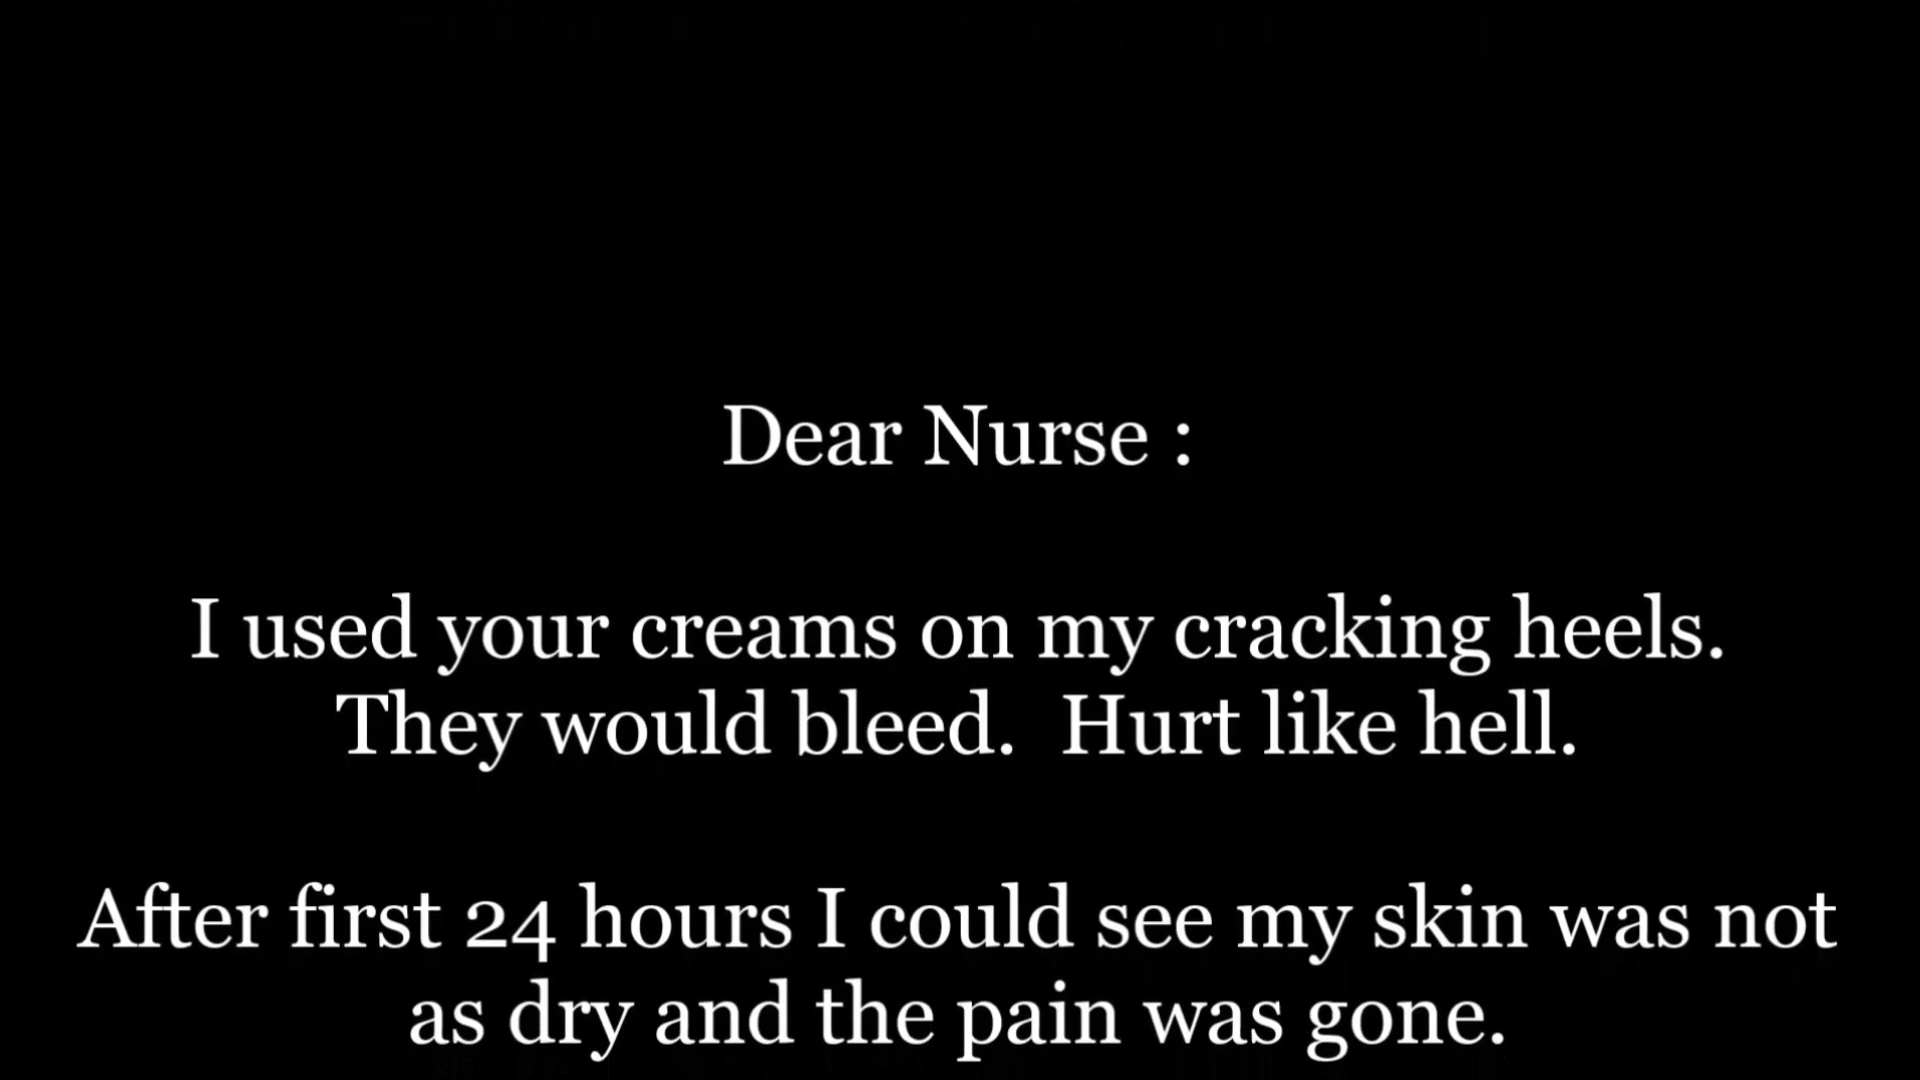 Dear Nurse :
I used your creams on my cracking heels.
They would bleed.  Hurt like hell.
After first 24 hours I could see my skin was not
as dry and the pain was gone.